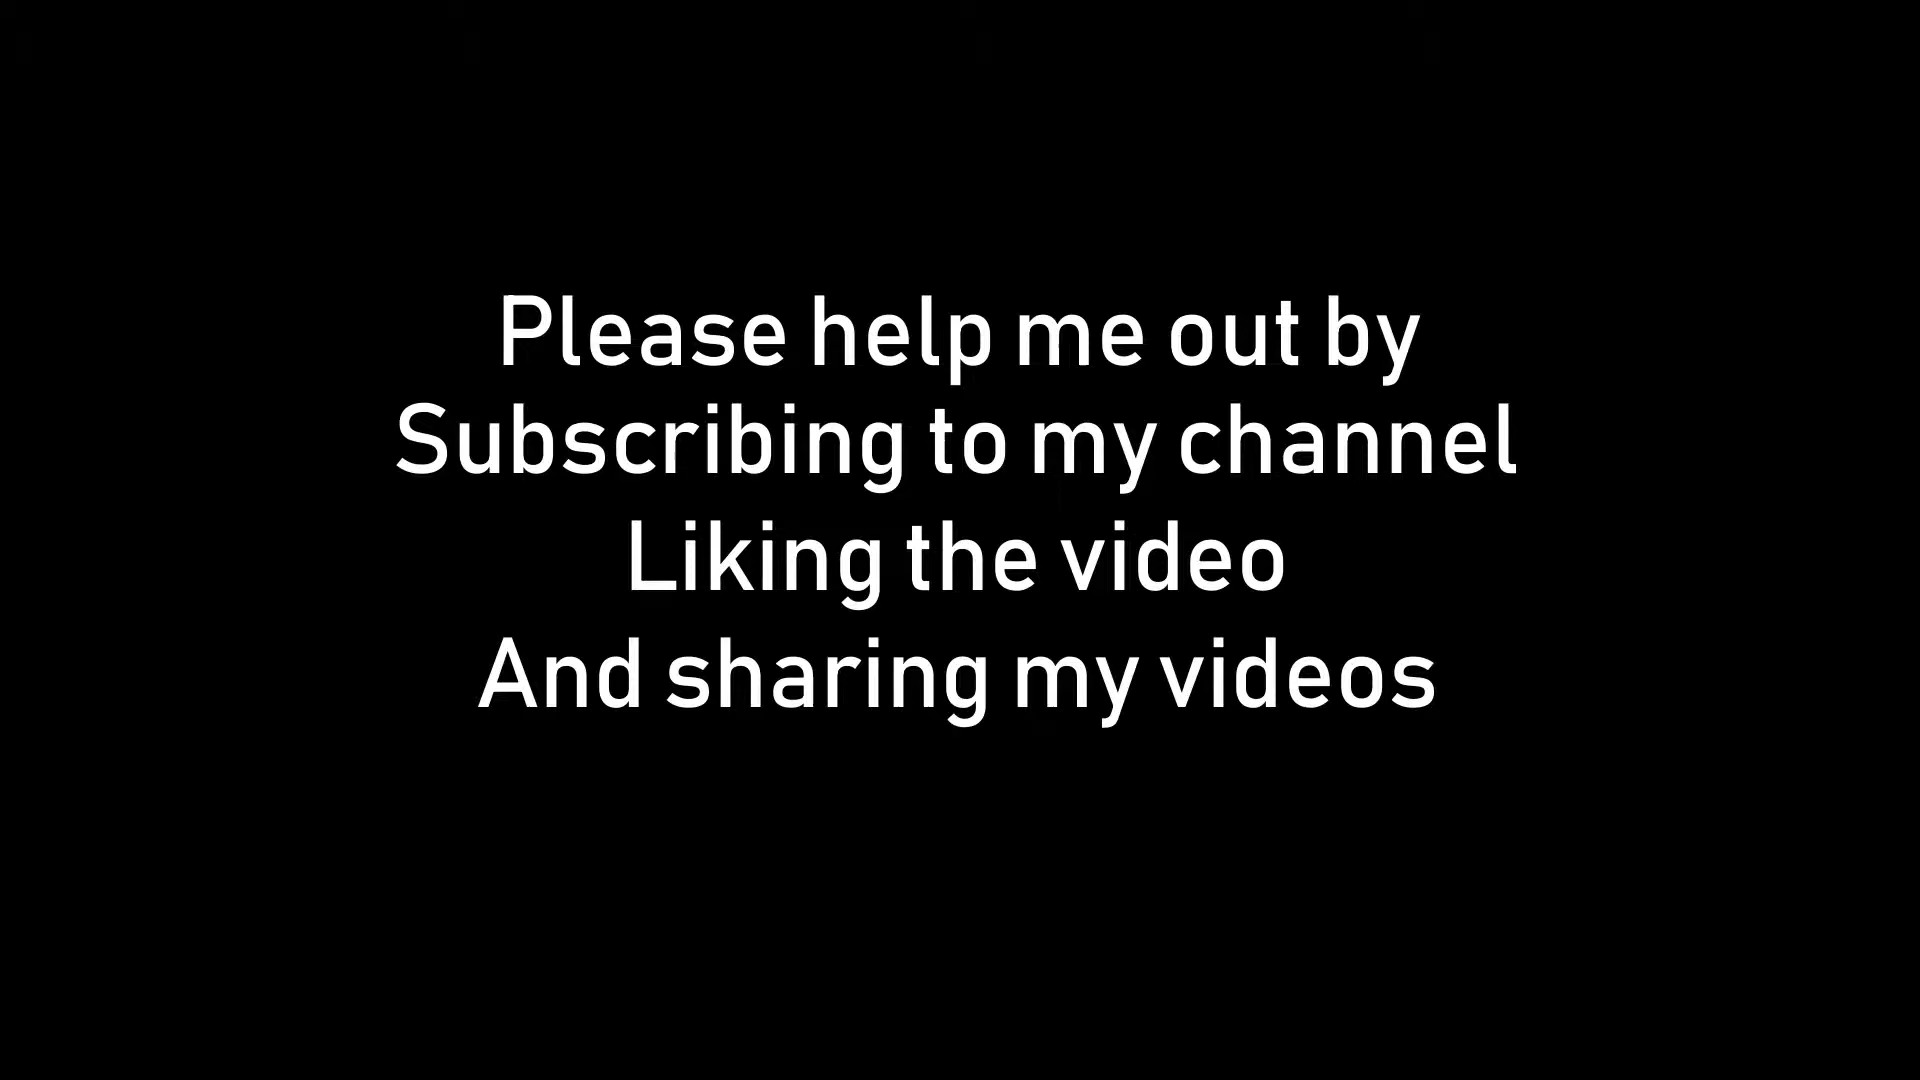 Please help me out by
Subscribing to my channel
Liking the video
And sharing my videos